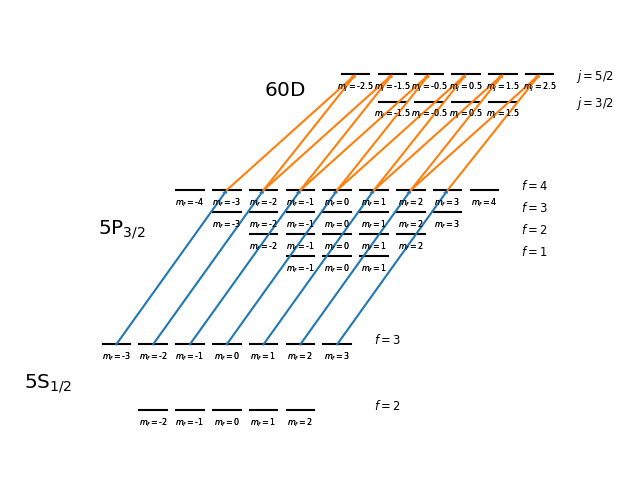 60D
m_j=-2.5 m_j=-1.5 m_j=-0.5 m_j=0.5 m_j=1.5 m_j=2.5 j = 5/2
m_j=-1.5 m_j=-0.5 m_j=0.5 m_j=1.5 j = 3/2
5P_{3/2}
m_f=-4 m_f=-3 m_f=-2 m_f=-1 m_f=0 m_f=1 m_f=2 m_f=3 m_f=4 f = 4
m_f=-3 m_f=-2 m_f=-1 m_f=0 m_f=1 m_f=2 m_f=3 f = 3
m_f=-2 m_f=-1 m_f=0 m_f=1 m_f=2 f = 2
m_f=-1 m_f=0 m_f=1 f = 1
m_f=-3 m_f=-2 m_f=-1 m_f=0 m_f=1 m_f=2 m_f=3 f = 3
5S_{1/2}
m_f=-2 m_f=-1 m_f=0 m_f=1 m_f=2 f = 2